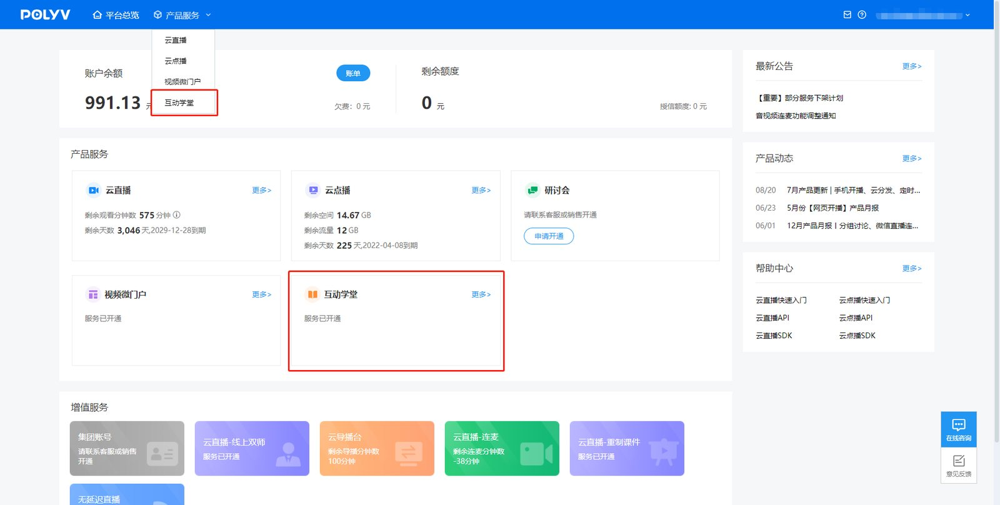 POLYV
平台总览
产品服务
云直播
云点播
视频微门户
互动学堂
账户余额
991.13
账单
欠费：0 元
剩余额度
0 元
授信额度: 0 元
产品服务
云直播
更多>
剩余观看分钟数 575 分钟
剩余天数 3,046 天,2029-12-28到期
云点播
更多>
剩余空间 14.67 GB
剩余流量 12 GB
剩余天数 225 天,2022-04-08到期
研讨会
请联系客服或销售开通
申请开通
视频微门户
更多>
服务已开通
互动学堂
更多>
服务已开通
增值服务
集团账号
请联系客服或销售
开通
云直播-线上双师
服务已开通
云导播台
剩余导播分钟数
100分钟
云直播-连麦
剩余连麦分钟数
-38分钟
云直播-重制课件
服务已开通
无延迟直播
最新公告
更多>
【重要】部分服务下架计划
音视频连麦功能调整通知
产品动态
更多>
08/20 7月产品更新 | 手机开播、云分发、定时...
06/23 5月份【网页开播】产品月报
06/01 12月产品月报丨分组讨论、微信直播连...
帮助中心
更多>
云直播快速入门 云点播快速入门
云直播API 云点播API
云直播SDK 云点播SDK
在线咨询
意见反馈